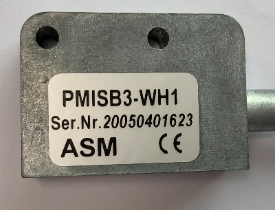 PMISB3-WH1
Ser.Nr.20050401623
ASM CE